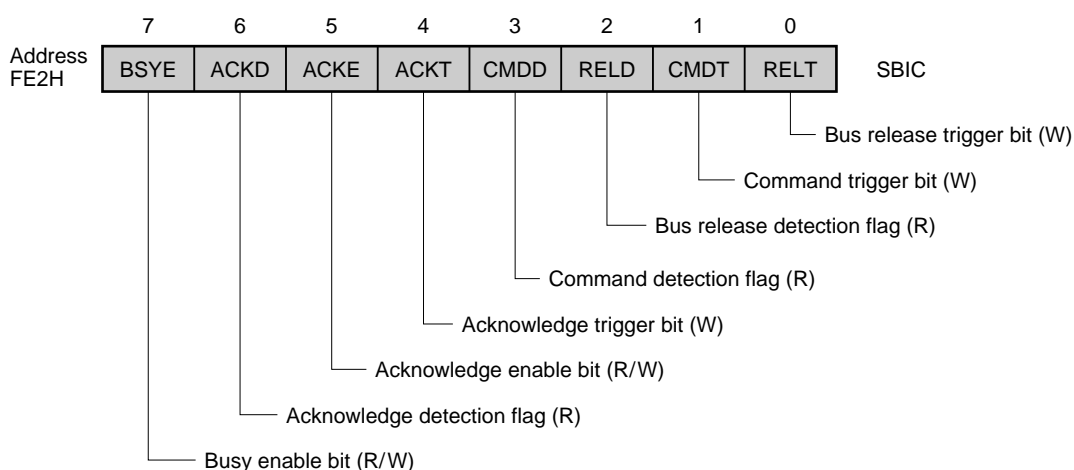 7 6 5 4 3 2 1 0
Address
FE2H
BSYE ACKD ACKE ACKT CMDD RELD CMDT RELT SBIC
Bus release trigger bit (W)
Command trigger bit (W)
Bus release detection flag (R)
Command detection flag (R)
Acknowledge trigger bit (W)
Acknowledge enable bit (R/W)
Acknowledge detection flag (R)
Busy enable bit (R/W)